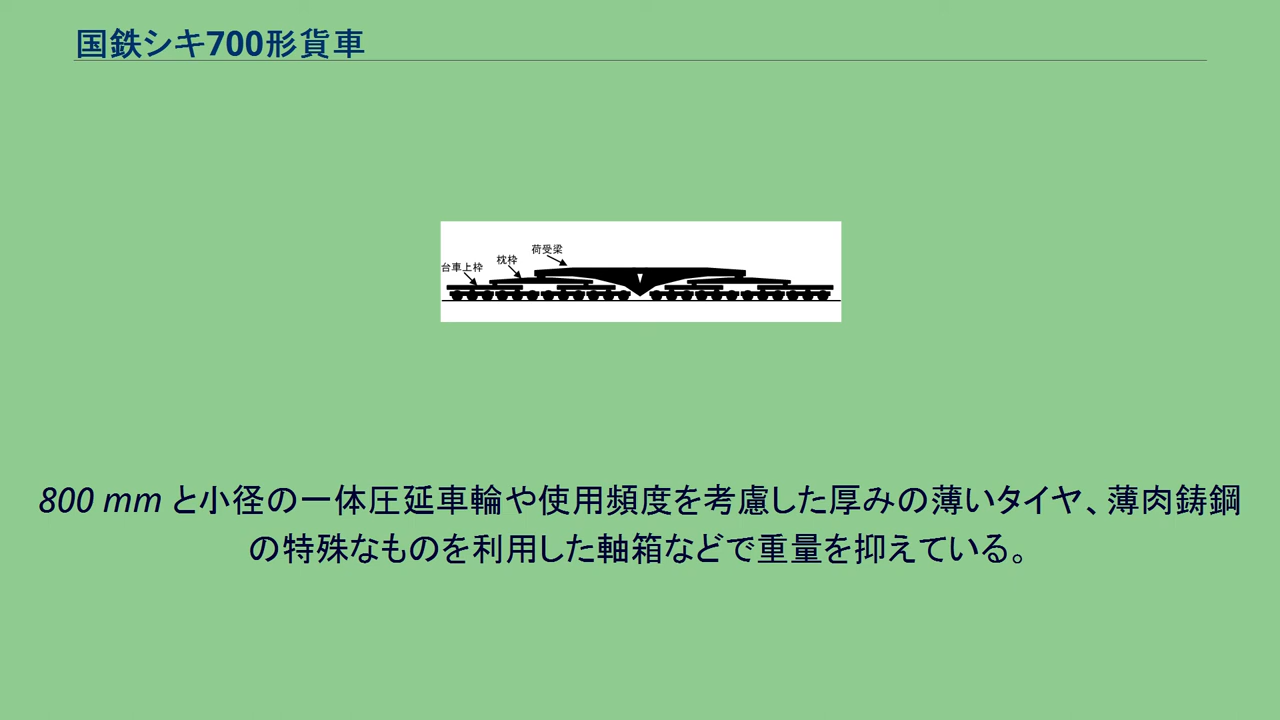 国鉄シキ700形貨車
荷受梁
枕枠
台車上枠
800 mm と小径の一体圧延車輪や使用頻度を考慮した厚みの薄いタイヤ、薄肉鋳鋼
の特殊なものを利用した軸箱などで重量を抑えている。